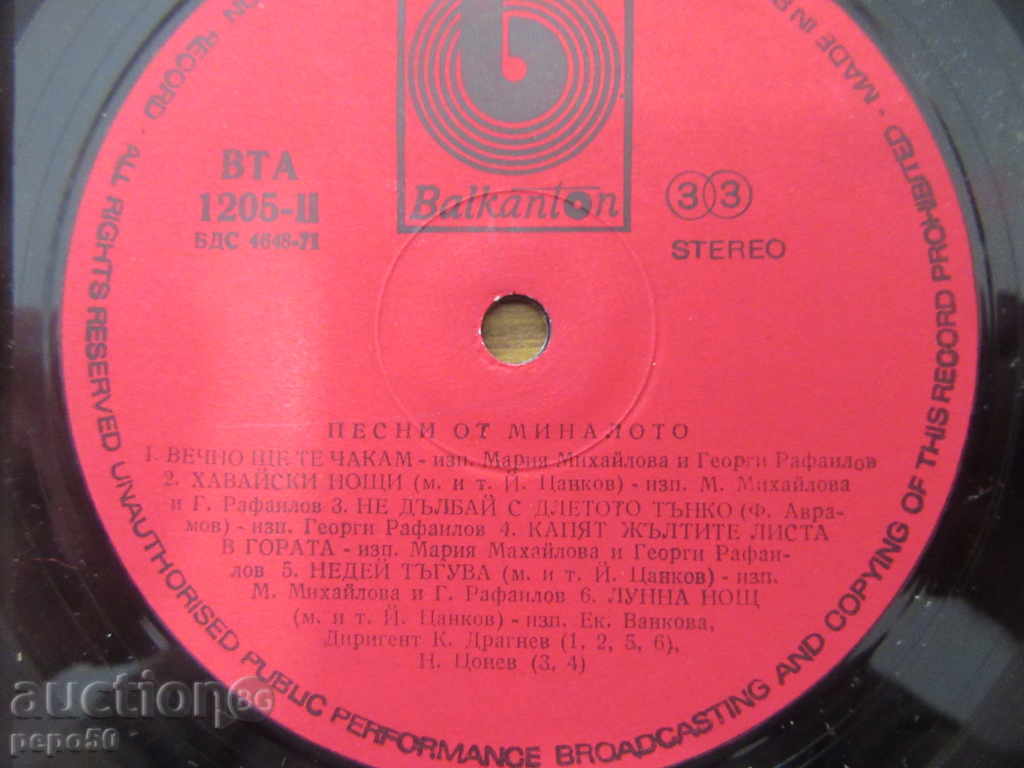 ВТА
1205-II
БДС 4648-71
Balkanton
33
STEREO
ПЕСНИ ОТ МИНАЛОТО
1. ВЕЧНО ЩЕ ТЕ ЧАКАМ - изп. Мария Михайлова и Георги Рафаилов
2. ХАВАЙСКИ НОЩИ (м. и т. Й. Цанков) - изп. М. Михайлова
и Г. Рафаилов 3. НЕ ДЪЛБАЙ С ДЛЕТОТО ТЪНКО (Ф. Авра-
мов) - изп. Георги Рафаилов 4. КАПЯТ ЖЪЛТИТЕ ЛИСТА
В ГОРАТА - изп. Мария Махайлова и Георги Рафаи-
лов 5. НЕДЕЙ ТЪГУВА (м. и т. Й. Цанков) - изп.
М. Михайлова и Г. Рафаилов 6. ЛУННА НОЩ
(м. и т. Й. Цанков) - изп. Ек. Ванкова,
Диригент К. Драгнев (1, 2, 5, 6),
Н. Цонев (3, 4)
RECORD · ALL RIGHTS RESERVED UNAUTHORISED PUBLIC PERFORMANCE BROADCASTING AND COPYING OF THIS RECORD PROHIBITED · MADE IN
auction86
pepo50